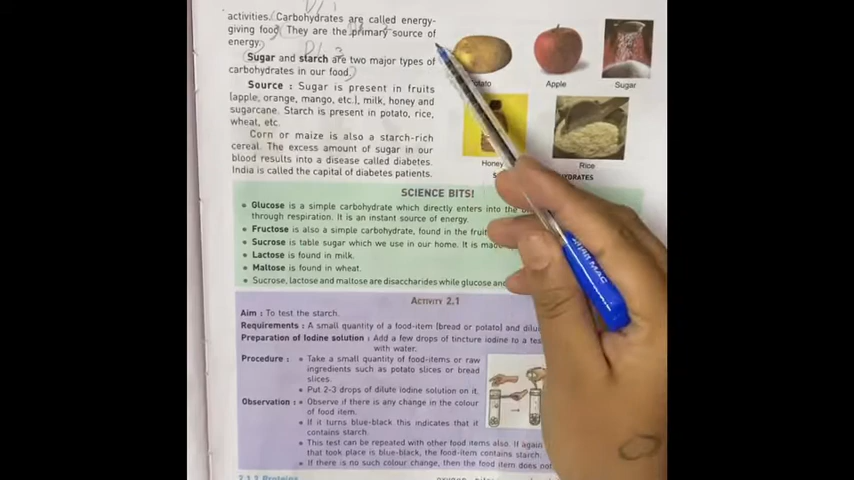 activities. Carbohydrates are called energy-
giving food. They are the primary source of
energy.
Sugar and starch are two major types of
carbohydrates in our food.
Source : Sugar is present in fruits
(apple, orange, mango, etc.), milk, honey and
sugarcane. Starch is present in potato, rice,
wheat, etc.
Corn or maize is also a starch-rich
cereal. The excess amount of sugar in our
blood results into a disease called diabetes.
India is called the capital of diabetes patients.
Apple
Sugar
Honey
Rice
SCIENCE BITS!
• Glucose is a simple carbohydrate which directly enters into the
through respiration. It is an instant source of energy.
• Fructose is also a simple carbohydrate, found in the
• Sucrose is table sugar which we use in our home. It is
• Lactose is found in milk.
• Maltose is found in wheat.
• Sucrose, lactose and maltose are disaccharides while glucose
ACTIVITY 2.1
Aim : To test the starch.
Requirements : A small quantity of a food-item (bread or potato) and
Preparation of Iodine solution : Add a few drops of tincture iodine to a
with water.
Procedure : • Take a small quantity of food-items or raw
ingredients such as potato slices or bread
slices.
• Put 2-3 drops of dilute iodine solution on it.
Observation : • Observe if there is any change in the colour
of food item.
• If it turns blue-black this indicates that it
contains starch.
• This test can be repeated with other food items also. If again
that took place is blue-black, the food-item contains starch.
• If there is no such colour change, then the food item does
2.1.2 Proteins